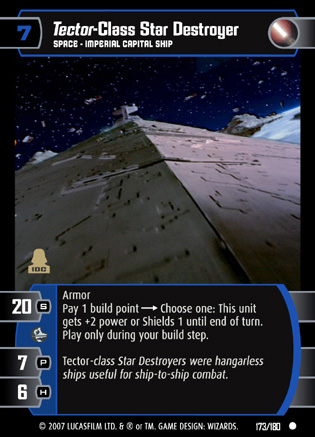 7
Tector-Class Star Destroyer
SPACE - IMPERIAL CAPITAL SHIP
IDC
20 S
Armor
Pay 1 build point → Choose one: This unit
gets +2 power or Shields 1 until end of turn.
Play only during your build step.
7 P
Tector-class Star Destroyers were hangarless
ships useful for ship-to-ship combat.
6 H
© 2007 LUCASFILM LTD. & ® or TM. GAME DESIGN: WIZARDS. 173/180